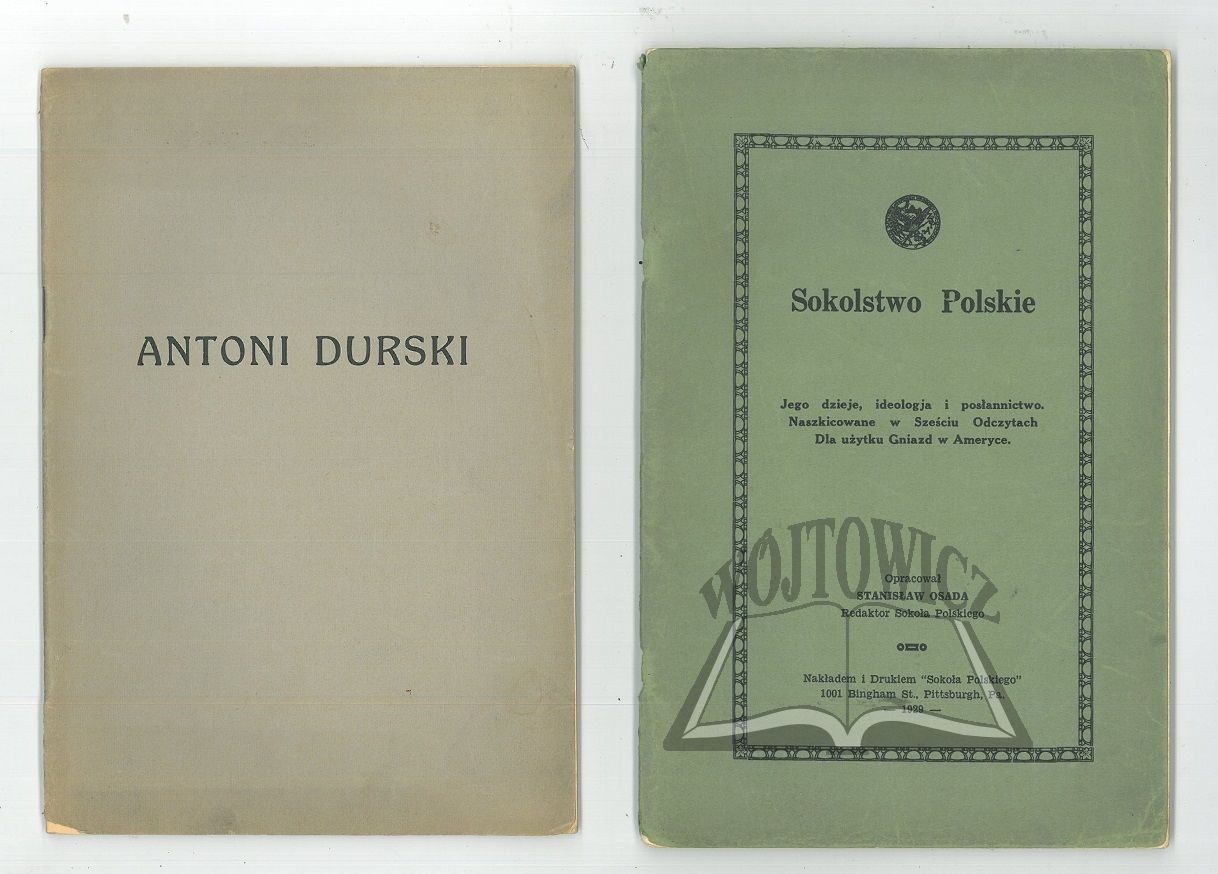 ANTONI DURSKI
Sokolstwo Polskie
Jego dzieje, ideologja i posłannictwo.
Naszkicowane w Sześciu Odczytach
Dla użytku Gniazd w Ameryce.
Opracował
STANISŁAW OSADA
Redaktor Sokoła Polskiego
Nakładem i Drukiem "Sokoła Polskiego"
1001 Bingham St., Pittsburgh, Pa.
— 1929 —
WÓJTOWICZ